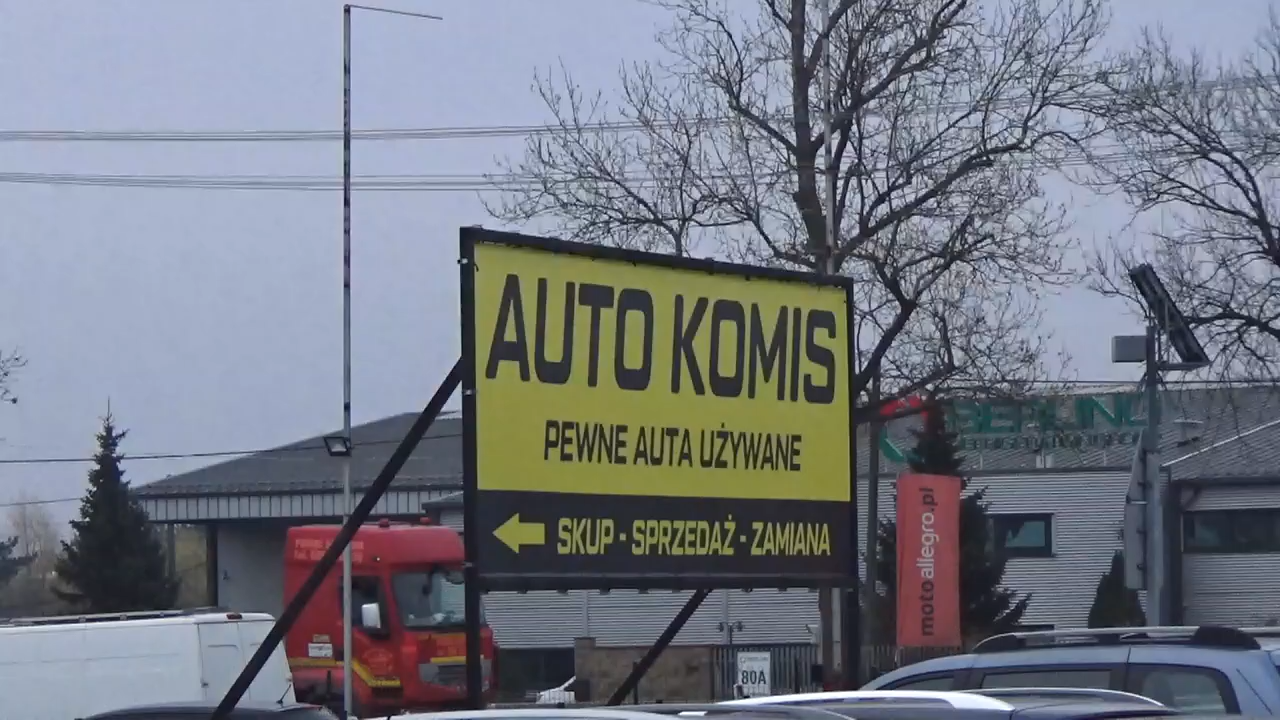 AUTO KOMIS
PEWNE AUTA UŻYWANE
SKUP - SPRZEDAŻ - ZAMIANA
motoallegro.pl
80A